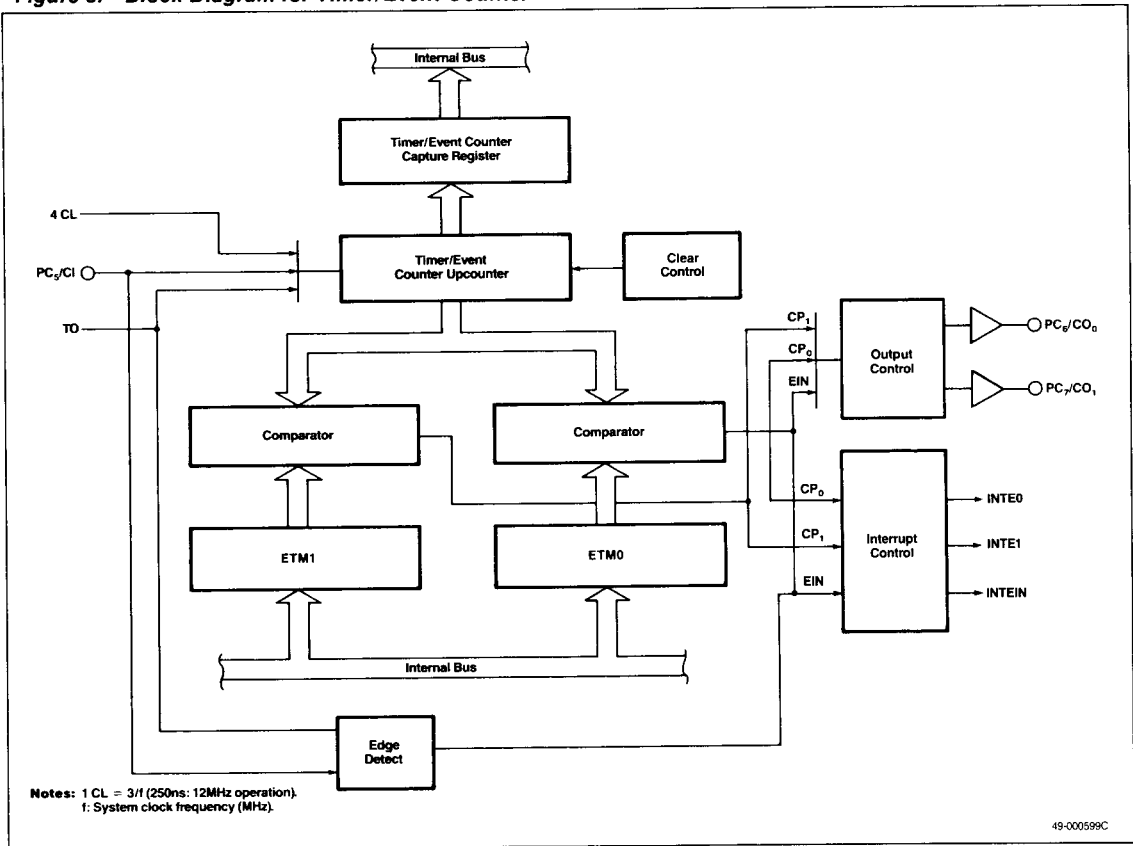 Internal Bus
Timer/Event Counter
Capture Register
4 CL
PC₅/CI
TO
Timer/Event
Counter Upcounter
Clear
Control
CP₁
CP₀
EIN
Output
Control
PC₆/CO₀
PC₇/CO₁
Comparator
Comparator
CP₀
CP₁
EIN
Interrupt
Control
INTE0
INTE1
INTEIN
ETM1
ETM0
Internal Bus
Edge
Detect
Notes: 1 CL = 3/f (250ns: 12MHz operation).
f: System clock frequency (MHz).
49-000599C